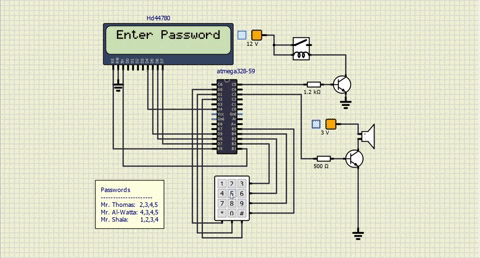 Hd44780
Enter Password
12 V
atmega328-59
1.2 kΩ
3 V
500 Ω
1 2 3
4 5 6
7 8 9
* 0 #
Passwords
--------------------
Mr. Thomas: 2,3,4,5
Mr. Al-Watta: 4,3,4,5
Mr. Shala: 1,2,3,4